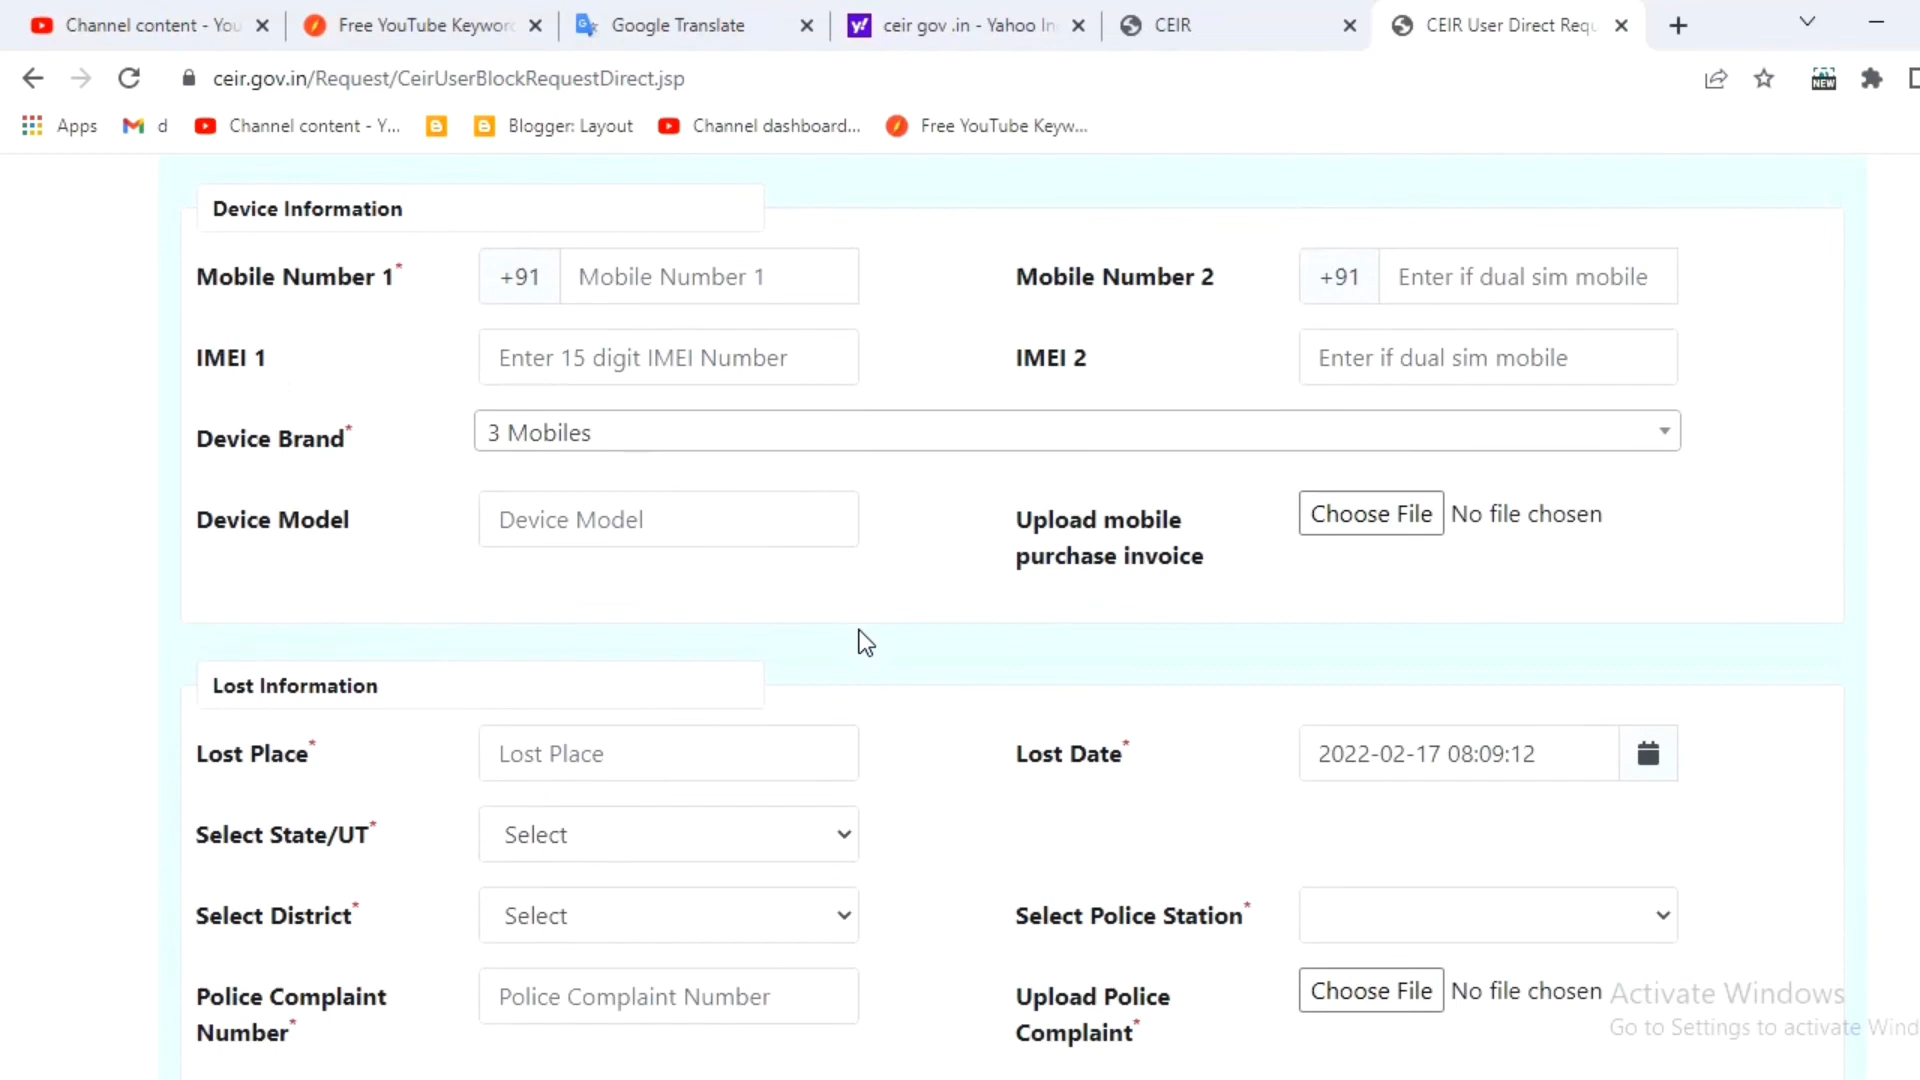 Channel content - You
Free YouTube Keyword
Google Translate
ceir gov .in - Yahoo In
CEIR
CEIR User Direct Requ
ceir.gov.in/Request/CeirUserBlockRequestDirect.jsp
NEW
Apps
d
Channel content - Y...
Blogger: Layout
Channel dashboard...
Free YouTube Keyw...
Device Information
Mobile Number 1*
+91
Mobile Number 1
Mobile Number 2
+91
Enter if dual sim mobile
IMEI 1
Enter 15 digit IMEI Number
IMEI 2
Enter if dual sim mobile
Device Brand*
3 Mobiles
Device Model
Device Model
Upload mobile
purchase invoice
Choose File No file chosen
Lost Information
Lost Place*
Lost Place
Lost Date*
2022-02-17 08:09:12
Select State/UT*
Select
Select District*
Select
Select Police Station*
Police Complaint
Number*
Police Complaint Number
Upload Police
Complaint*
Choose File No file chosen
Activate Windows
Go to Settings to activate Wind